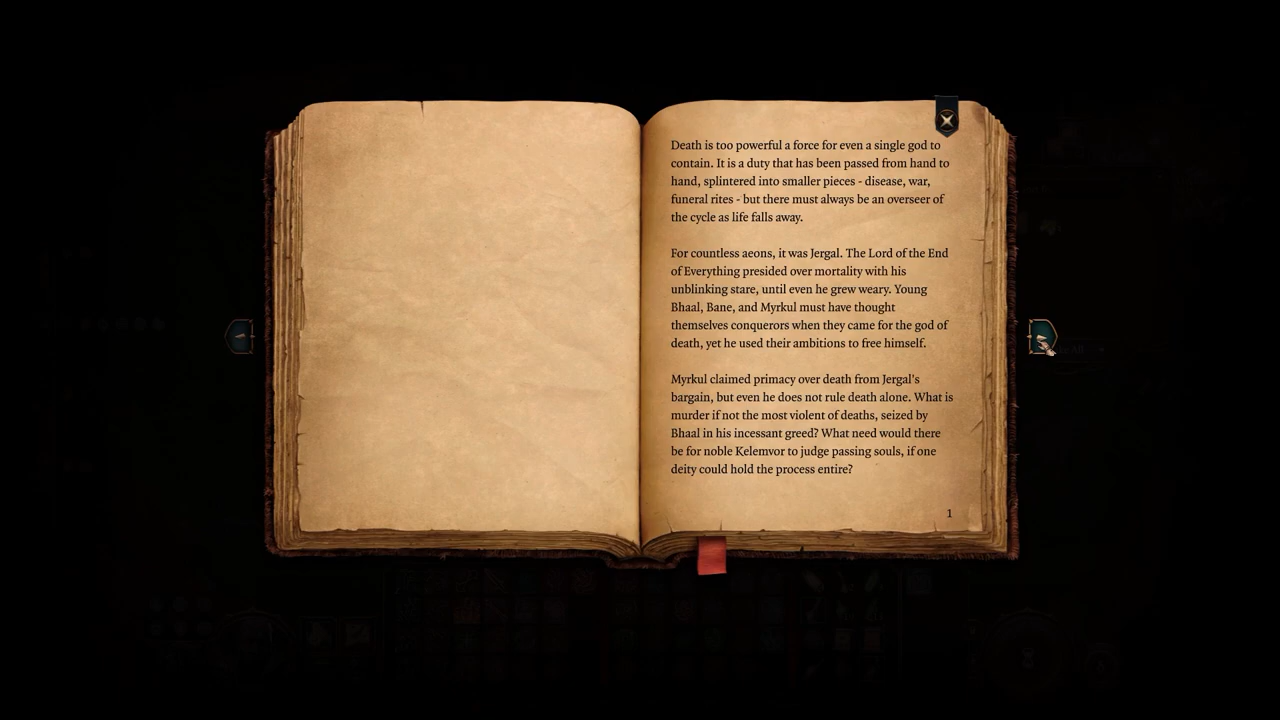 Death is too powerful a force for even a single god to
contain. It is a duty that has been passed from hand to
hand, splintered into smaller pieces - disease, war,
funeral rites - but there must always be an overseer of
the cycle as life falls away.
For countless aeons, it was Jergal. The Lord of the End
of Everything presided over mortality with his
unblinking stare, until even he grew weary. Young
Bhaal, Bane, and Myrkul must have thought
themselves conquerors when they came for the god of
death, yet he used their ambitions to free himself.
Myrkul claimed primacy over death from Jergal's
bargain, but even he does not rule death alone. What is
murder if not the most violent of deaths, seized by
Bhaal in his incessant greed? What need would there
be for noble Kelemvor to judge passing souls, if one
deity could hold the process entire?
1